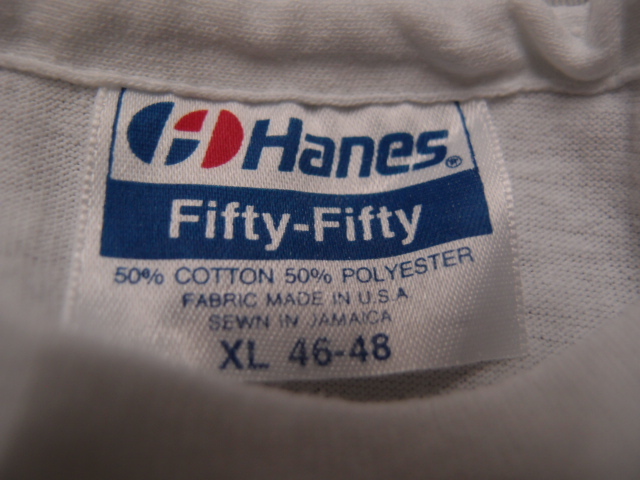 Hanes®
Fifty-Fifty
50% COTTON 50% POLYESTER
FABRIC MADE IN U.S.A
SEWN IN JAMAICA
XL 46-48